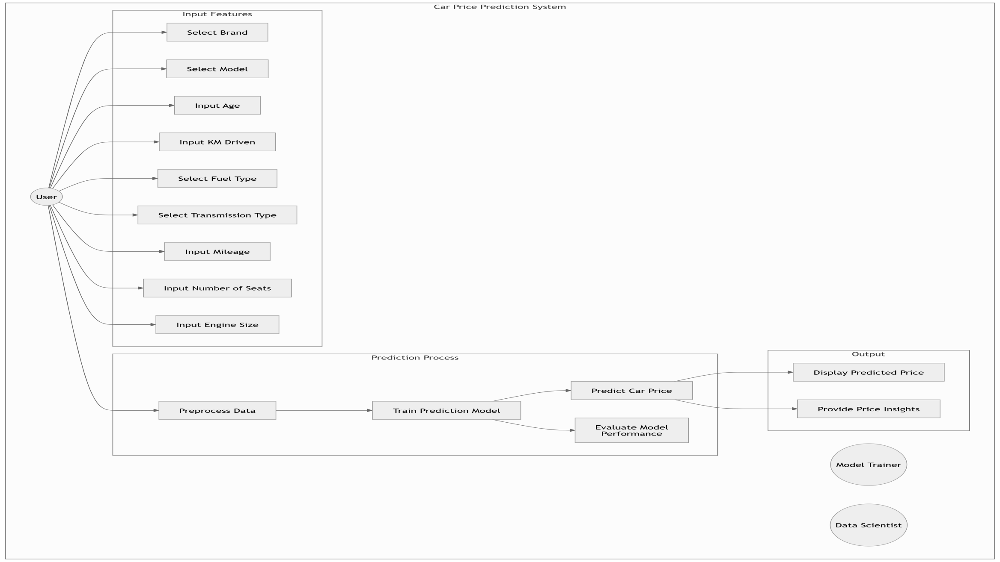 Car Price Prediction System
Input Features
Select Brand
Select Model
Input Age
Input KM Driven
Select Fuel Type
User
Select Transmission Type
Input Mileage
Input Number of Seats
Input Engine Size
Prediction Process
Preprocess Data
Train Prediction Model
Predict Car Price
Evaluate Model
Performance
Output
Display Predicted Price
Provide Price Insights
Model Trainer
Data Scientist